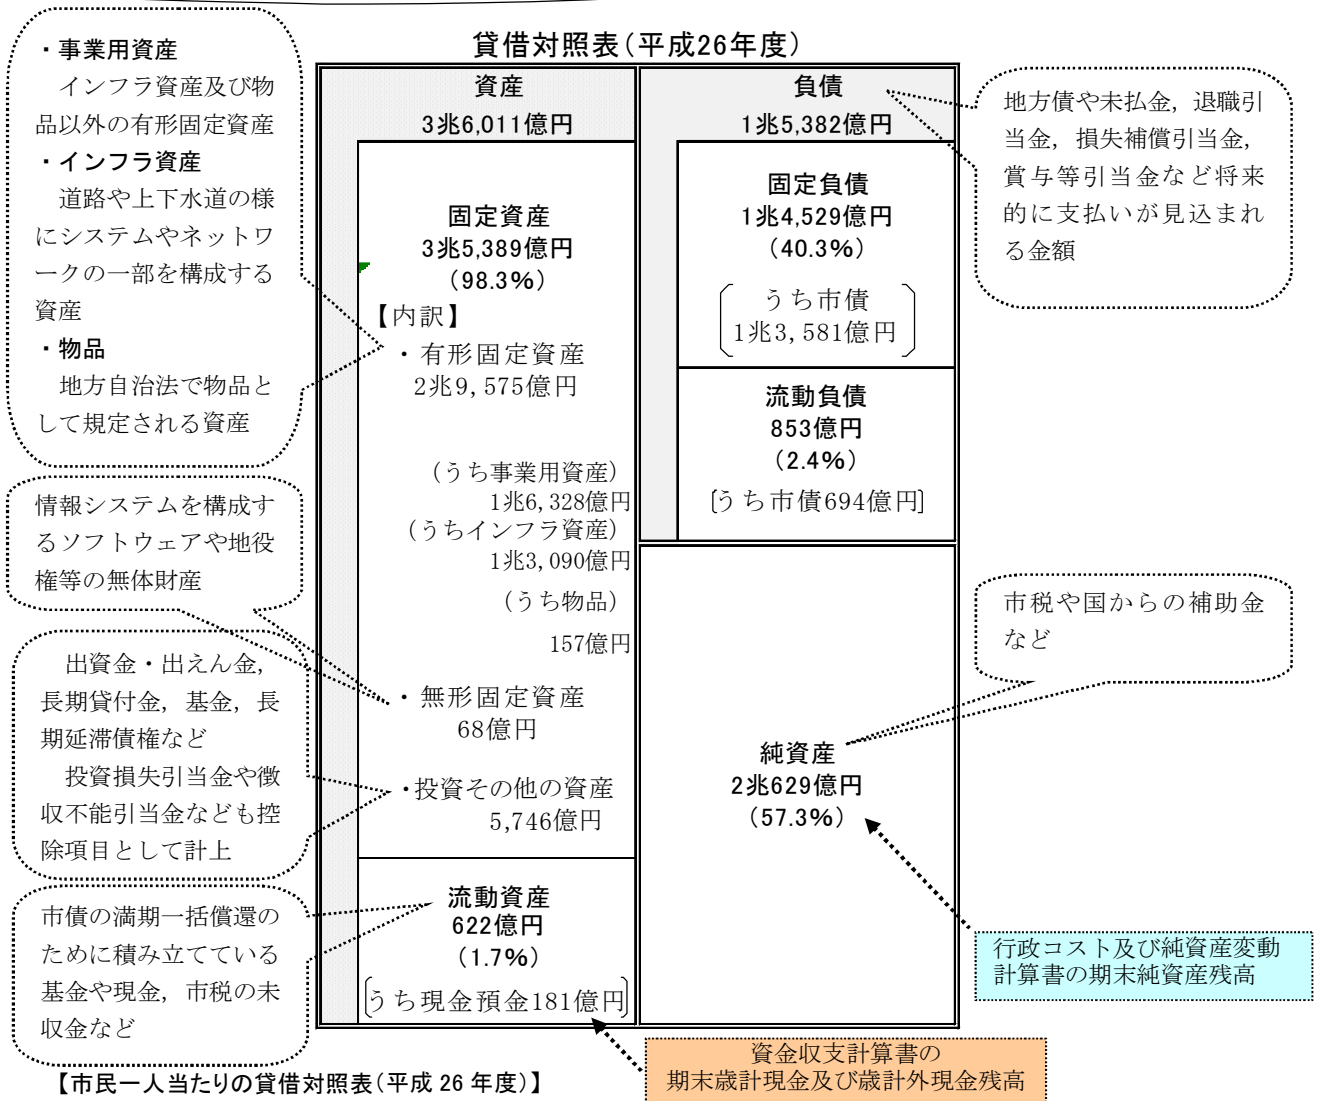 貸借対照表(平成26年度)
・事業用資産
インフラ資産及び物
品以外の有形固定資産
・インフラ資産
道路や上下水道の様
にシステムやネットワ
ークの一部を構成する
資産
・物品
地方自治法で物品と
して規定される資産
情報システムを構成す
るソフトウェアや地役
権等の無体財産
出資金・出えん金,
長期貸付金,基金,長
期延滞債権など
投資損失引当金や徴
収不能引当金なども控
除項目として計上
市債の満期一括償還の
ために積み立てている
基金や現金,市税の未
収金など
資産
3兆6,011億円
固定資産
3兆5,389億円
(98.3%)
【内訳】
・有形固定資産
2兆9,575億円
(うち事業用資産)
1兆6,328億円
(うちインフラ資産)
1兆3,090億円
(うち物品)
157億円
・無形固定資産
68億円
・投資その他の資産
5,746億円
流動資産
622億円
(1.7%)
[うち現金預金181億円]
負債
1兆5,382億円
固定負債
1兆4,529億円
(40.3%)
うち市債
1兆3,581億円
流動負債
853億円
(2.4%)
[うち市債694億円]
純資産
2兆629億円
(57.3%)
地方債や未払金,退職引
当金,損失補償引当金,
賞与等引当金など将来
的に支払いが見込まれ
る金額
市税や国からの補助金
など
行政コスト及び純資産変動
計算書の期末純資産残高
資金収支計算書の
期末歳計現金及び歳計外現金残高
【市民一人当たりの貸借対照表(平成 26 年度)】